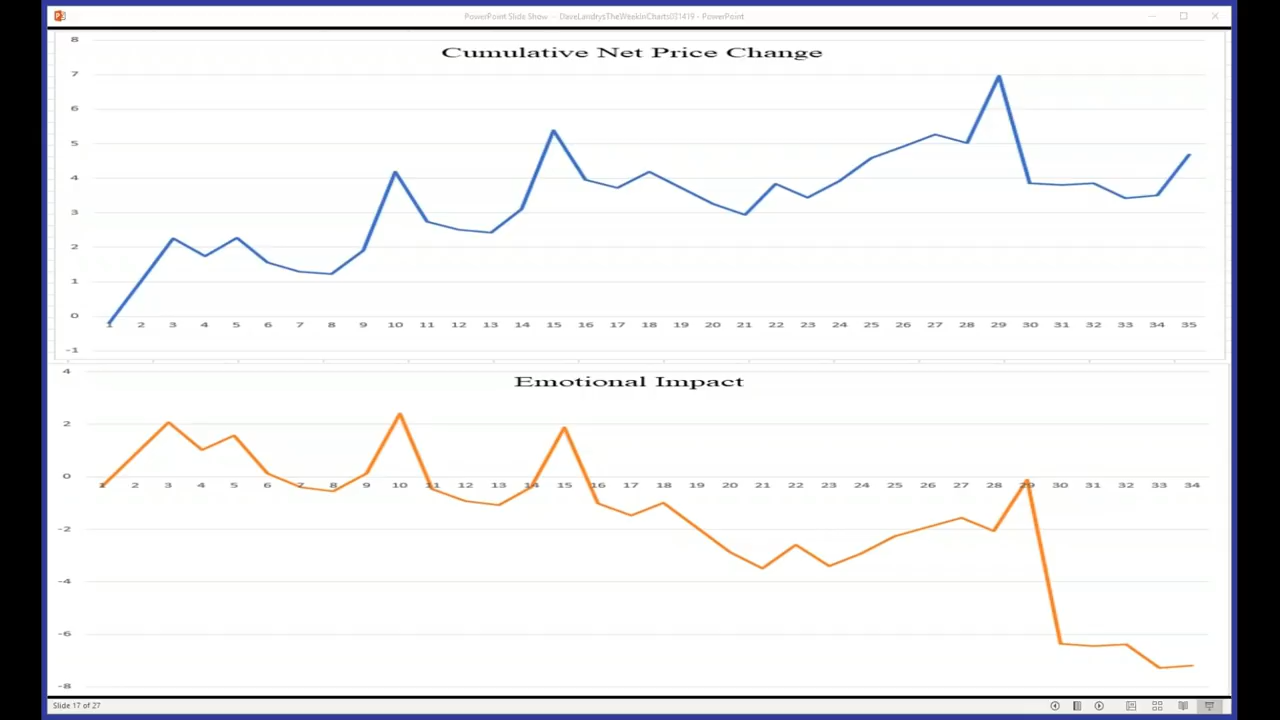 PowerPoint Slide Show - DaveLandrysTheWeekInCharts031419 - PowerPoint
Cumulative Net Price Change
8
7
6
5
4
3
2
1
0
-1
1 2 3 4 5 6 7 8 9 10 11 12 13 14 15 16 17 18 19 20 21 22 23 24 25 26 27 28 29 30 31 32 33 34 35
Emotional Impact
4
2
0
-2
-4
-6
-8
1 2 3 4 5 6 7 8 9 10 11 12 13 14 15 16 17 18 19 20 21 22 23 24 25 26 27 28 29 30 31 32 33 34
Slide 17 of 27